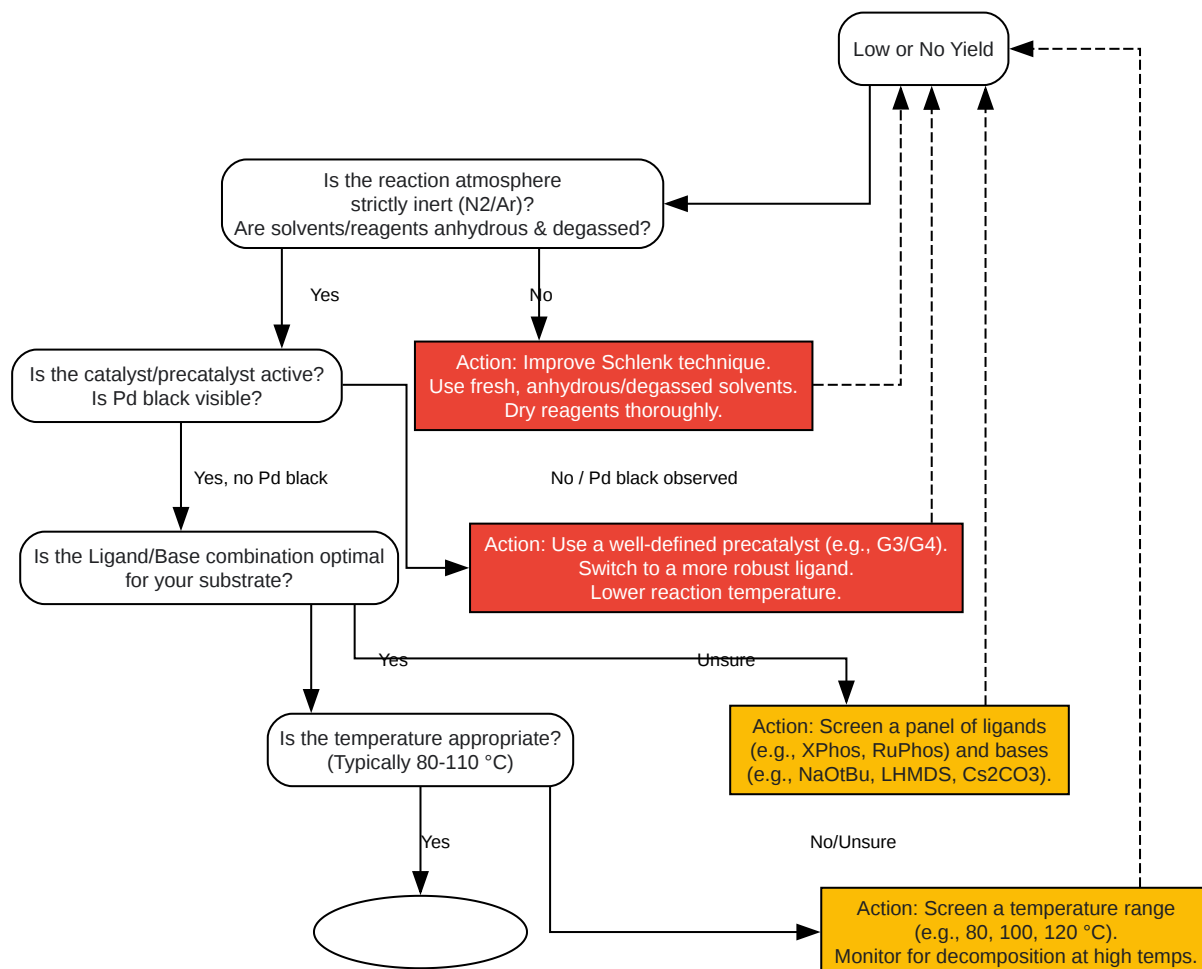 Low or No Yield
Is the reaction atmosphere
strictly inert (N2/Ar)?
Are solvents/reagents anhydrous & degassed?
Yes
No
Is the catalyst/precatalyst active?
Is Pd black visible?
Action: Improve Schlenk technique.
Use fresh, anhydrous/degassed solvents.
Dry reagents thoroughly.
Yes, no Pd black
No / Pd black observed
Is the Ligand/Base combination optimal
for your substrate?
Action: Use a well-defined precatalyst (e.g., G3/G4).
Switch to a more robust ligand.
Lower reaction temperature.
Yes
Unsure
Is the temperature appropriate?
(Typically 80-110 °C)
Action: Screen a panel of ligands
(e.g., XPhos, RuPhos) and bases
(e.g., NaOtBu, LHMDS, Cs2CO3).
Yes
No/Unsure
Action: Screen a temperature range
(e.g., 80, 100, 120 °C).
Monitor for decomposition at high temps.